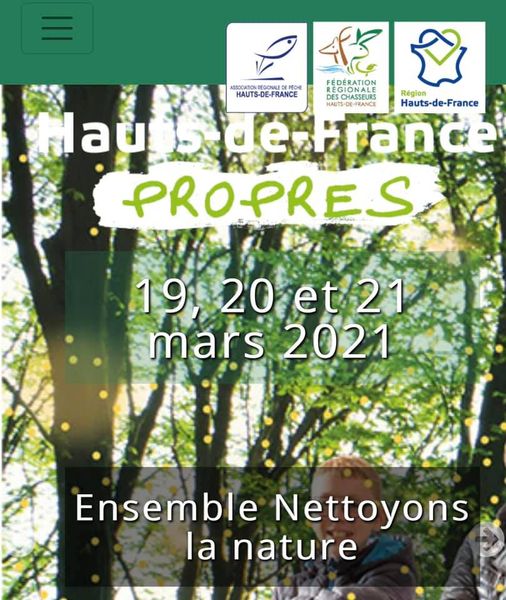 ASSOCIATION RÉGIONALE DE PÊCHE
HAUTS-DE-FRANCE
FÉDÉRATION
RÉGIONALE
DES CHASSEURS
HAUTS-DE-FRANCE
Région
Hauts-de-France
Hauts-de-France
PROPRES
19, 20 et 21
mars 2021
Ensemble Nettoyons
la nature